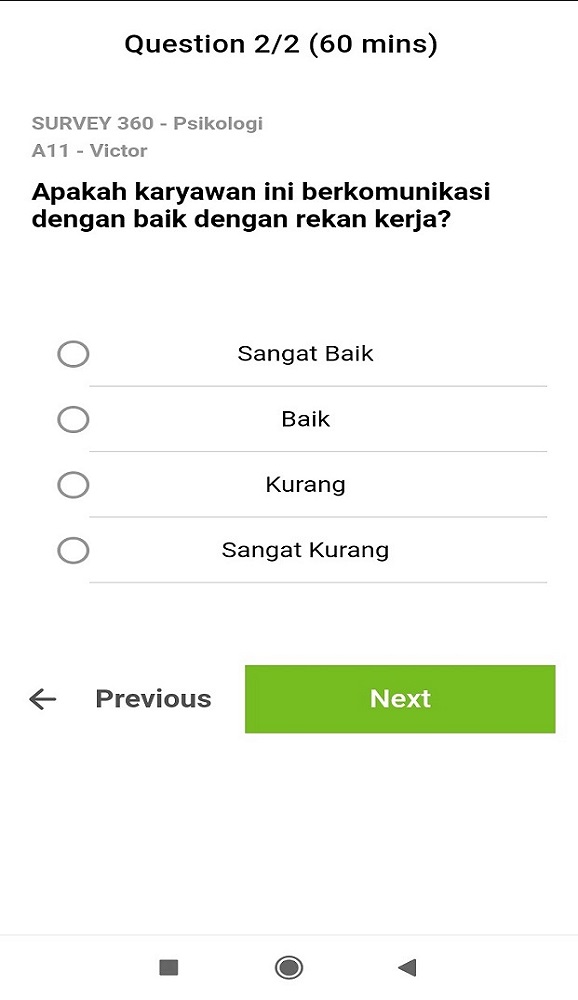 Question 2/2 (60 mins)
SURVEY 360 - Psikologi
A11 - Victor
Apakah karyawan ini berkomunikasi
dengan baik dengan rekan kerja?
Sangat Baik
Baik
Kurang
Sangat Kurang
Previous
Next